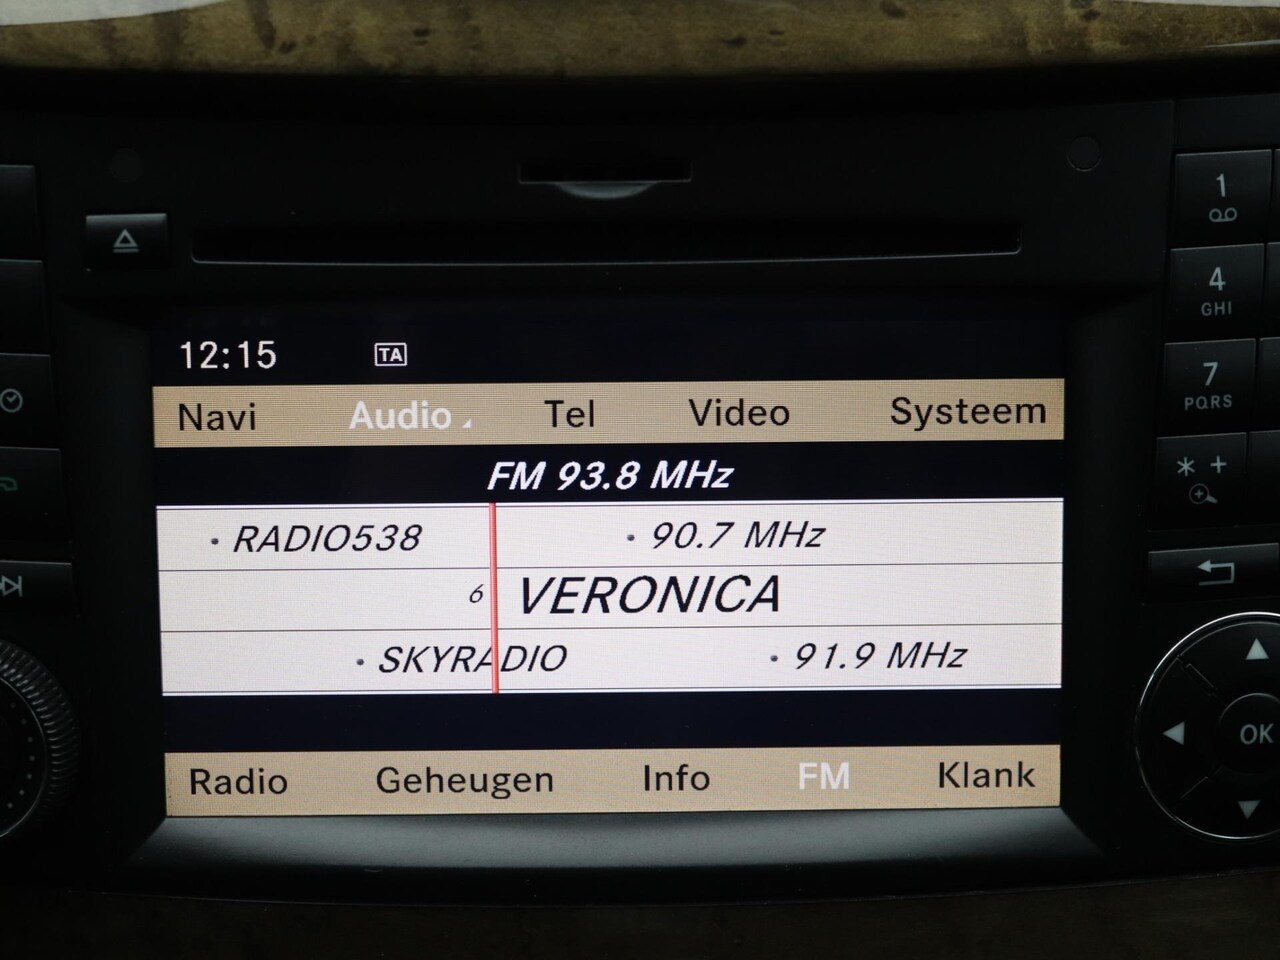 12:15 TA
Navi Audio Tel Video Systeem
FM 93.8 MHz
• RADIO538 • 90.7 MHz
6 VERONICA
• SKYRADIO • 91.9 MHz
Radio Geheugen Info FM Klank
1
4
GHI
7
PQRS
* +
OK